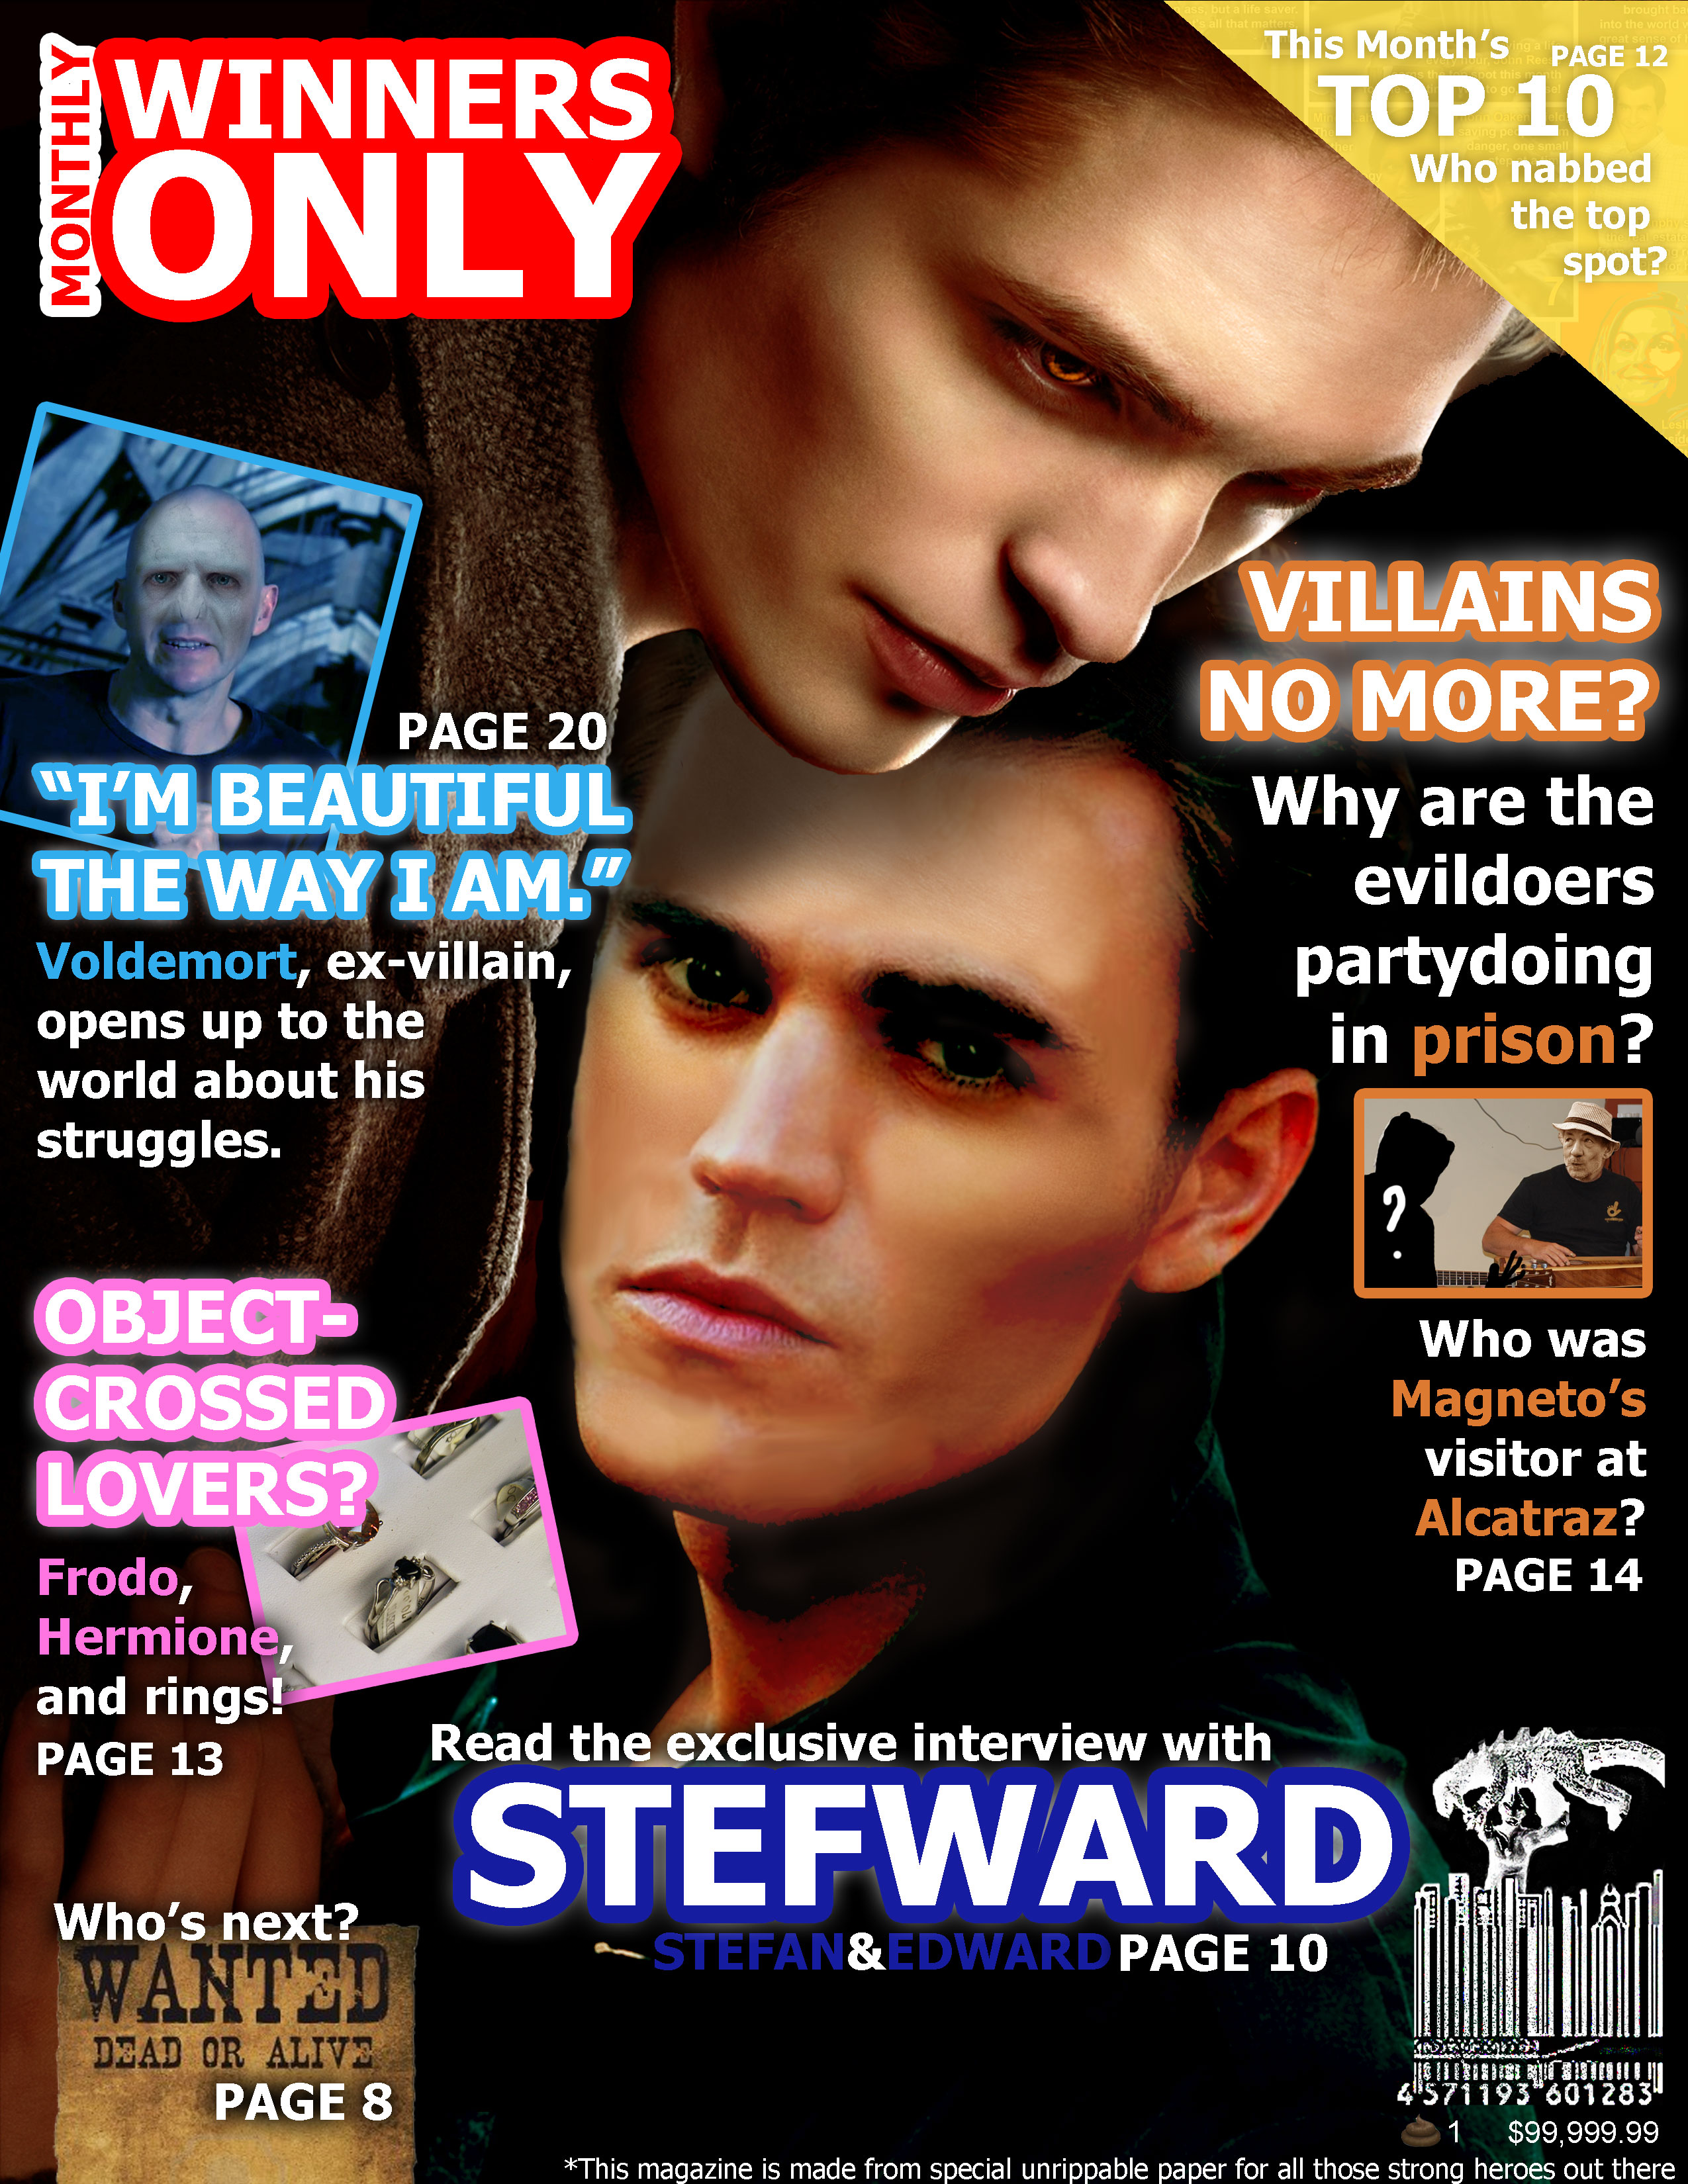 MONTHLY
WINNERS
ONLY
This Month's
PAGE 12
TOP 10
Who nabbed
the top
spot?
PAGE 20
“I'M BEAUTIFUL
THE WAY I AM.”
Voldemort, ex-villain,
opens up to the
world about his
struggles.
VILLAINS
NO MORE?
Why are the
evildoers
partydoing
in prison?
?
Who was
Magneto's
visitor at
Alcatraz?
PAGE 14
OBJECT-
CROSSED
LOVERS?
Frodo,
Hermione,
and rings!
PAGE 13
Read the exclusive interview with
STEFWARD
STEFAN&EDWARD PAGE 10
Who's next?
WANTED
DEAD OR ALIVE
PAGE 8
4 571193 601283
💩 1 $99,999.99
*This magazine is made from special unrippable paper for all those strong heroes out there